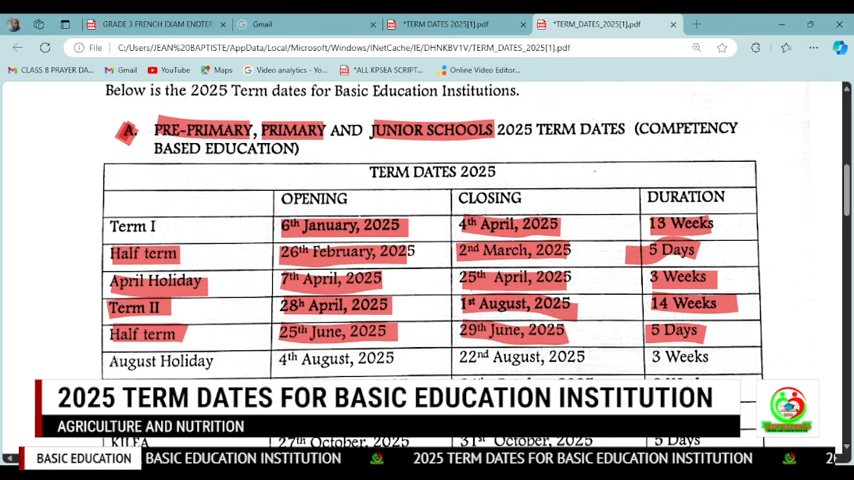 GRADE 3 FRENCH EXAM ENDTER
Gmail
*TERM DATES 2025[1].pdf
*TERM_DATES_2025[1].pdf
File
C:/Users/JEAN%20BAPTISTE/AppData/Local/Microsoft/Windows/INetCache/IE/DHNKBV1V/TERM_DATES_2025[1].pdf
CLASS 8 PRAYER DA...
Gmail
YouTube
Maps
Video analytics - Yo...
*ALL KPSEA SCRIPT...
Online Video Editor...
Below is the 2025 Term dates for Basic Education Institutions.
A. PRE-PRIMARY, PRIMARY AND JUNIOR SCHOOLS 2025 TERM DATES (COMPETENCY
BASED EDUCATION)
TERM DATES 2025
OPENING CLOSING DURATION
Term I 6th January, 2025 4th April, 2025 13 Weeks
Half term 26th February, 2025 2nd March, 2025 5 Days
April Holiday 7th April, 2025 25th April, 2025 3 Weeks
Term II 28h April, 2025 1st August, 2025 14 Weeks
Half term 25th June, 2025 29th June, 2025 5 Days
August Holiday 4th August, 2025 22nd August, 2025 3 Weeks
2025 TERM DATES FOR BASIC EDUCATION INSTITUTION
AGRICULTURE AND NUTRITION
27th October, 2025 31st October, 2025 5 Days
BASIC EDUCATION
BASIC EDUCATION INSTITUTION 2025 TERM DATES FOR BASIC EDUCATION INSTITUTION